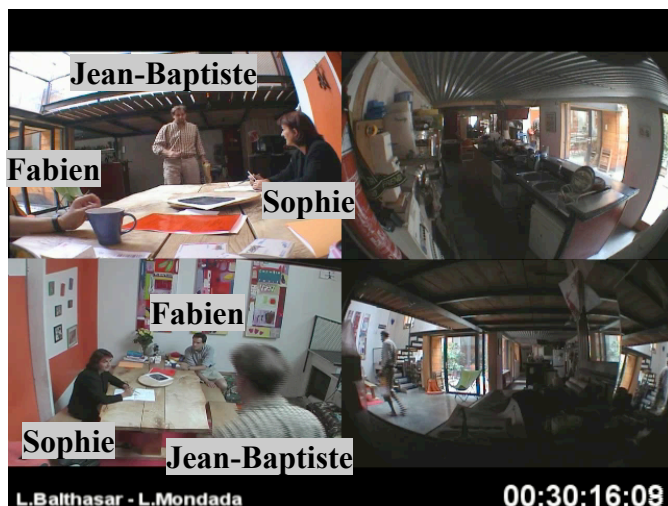 Jean-Baptiste
Fabien
Sophie
Fabien
Sophie
Jean-Baptiste
L.Balthasar - L.Mondada
00:30:16:09